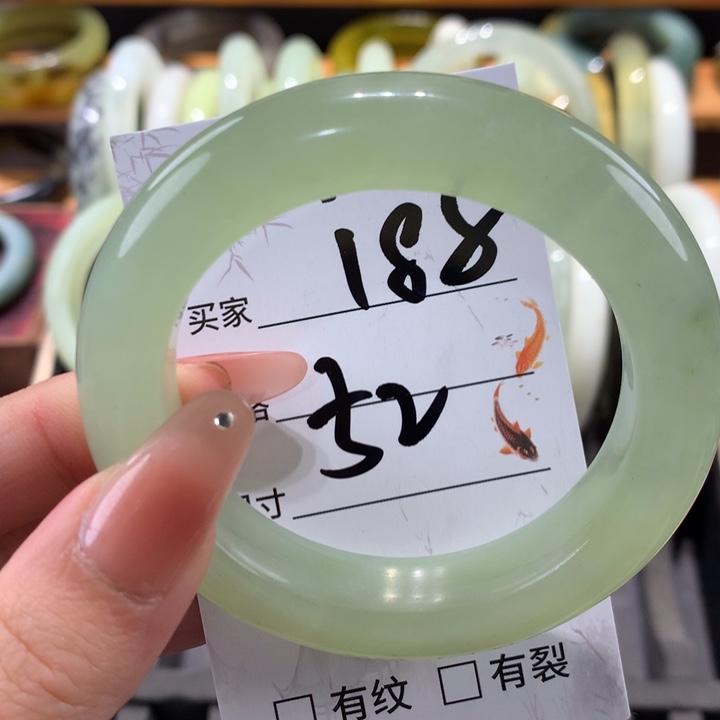 188
买家
52
寸
□ 有纹 □ 有裂